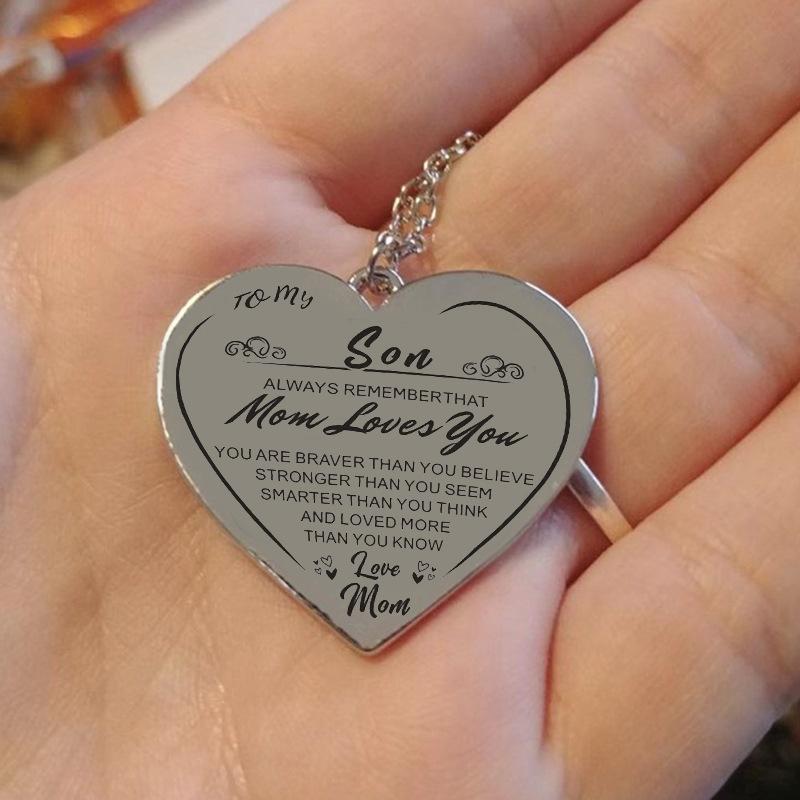 TO My
Son
ALWAYS REMEMBERTHAT
Mom Loves You
YOU ARE BRAVER THAN YOU BELIEVE
STRONGER THAN YOU SEEM
SMARTER THAN YOU THINK
AND LOVED MORE
THAN YOU KNOW
Love
Mom